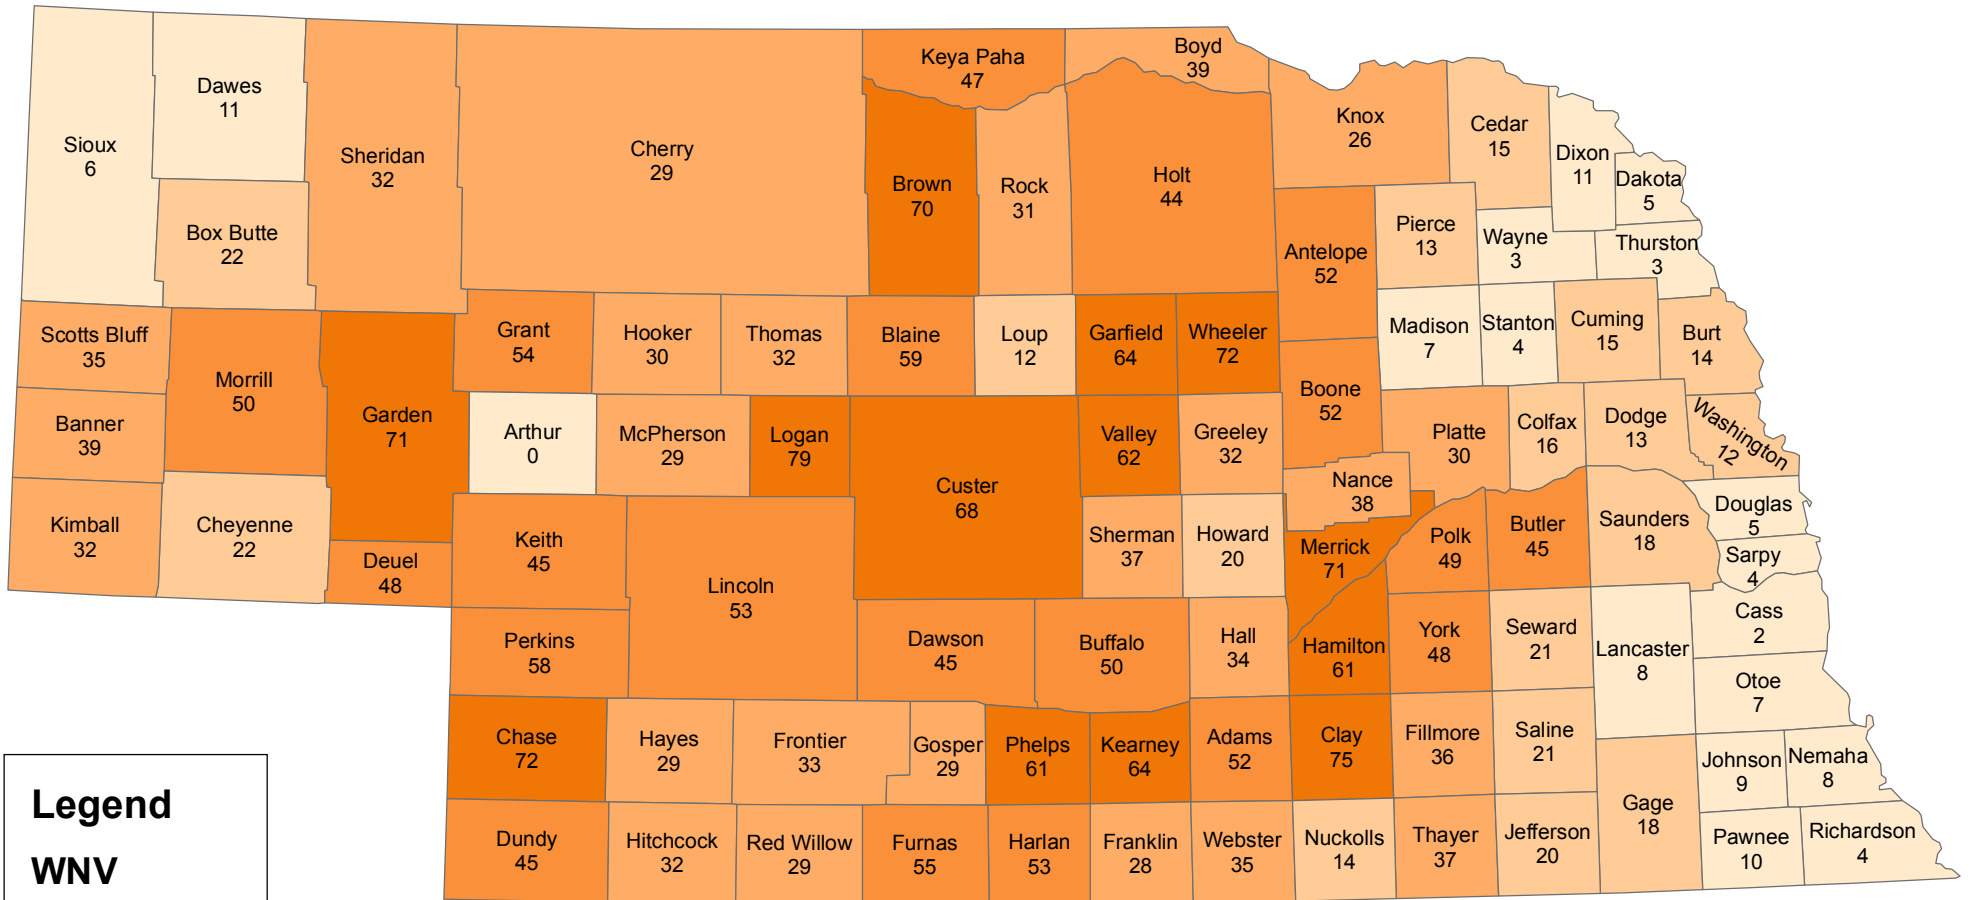 Keya Paha
47
Boyd
39
Dawes
11
Sioux
6
Sheridan
32
Cherry
29
Brown
70
Rock
31
Holt
44
Knox
26
Cedar
15
Dixon
11
Dakota
5
Box Butte
22
Antelope
52
Pierce
13
Wayne
3
Thurston
3
Scotts Bluff
35
Morrill
50
Garden
71
Grant
54
Hooker
30
Thomas
32
Blaine
59
Loup
12
Garfield
64
Wheeler
72
Madison
7
Stanton
4
Cuming
15
Burt
14
Boone
52
Banner
39
Arthur
0
McPherson
29
Logan
79
Custer
68
Valley
62
Greeley
32
Platte
30
Colfax
16
Dodge
13
Washington
12
Nance
38
Kimball
32
Cheyenne
22
Deuel
48
Keith
45
Lincoln
53
Sherman
37
Howard
20
Merrick
71
Polk
49
Butler
45
Saunders
18
Douglas
5
Sarpy
4
Perkins
58
Dawson
45
Buffalo
50
Hall
34
Hamilton
61
York
48
Seward
21
Lancaster
8
Cass
2
Otoe
7
Chase
72
Hayes
29
Frontier
33
Gosper
29
Phelps
61
Kearney
64
Adams
52
Clay
75
Fillmore
36
Saline
21
Johnson
9
Nemaha
8
Gage
18
Dundy
45
Hitchcock
32
Red Willow
29
Furnas
55
Harlan
53
Franklin
28
Webster
35
Nuckolls
14
Thayer
37
Jefferson
20
Pawnee
10
Richardson
4
Legend
WNV